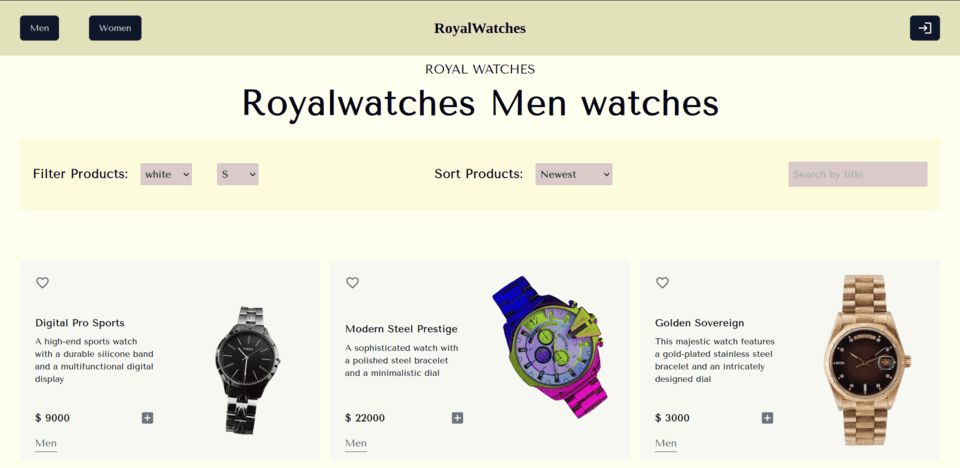 Men
Women
RoyalWatches
ROYAL WATCHES
Royalwatches Men watches
Filter Products:
white
S
Sort Products:
Newest
Search by title
Digital Pro Sports
A high-end sports watch
with a durable silicone band
and a multifunctional digital
display
$ 9000
Men
Modern Steel Prestige
A sophisticated watch with
a polished steel bracelet
and a minimalistic dial
$ 22000
Men
Golden Sovereign
This majestic watch features
a gold-plated stainless steel
bracelet and an intricately
designed dial
$ 3000
Men